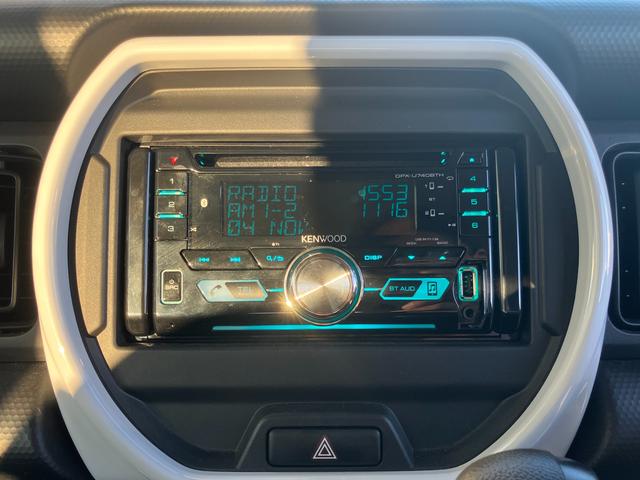 DPX-U740BTH
1
2
3
4
5
6
RADIO 1553
AM1-2 1116
04 NOV
KENWOOD
DISP
SRC
TEL
BT AUD